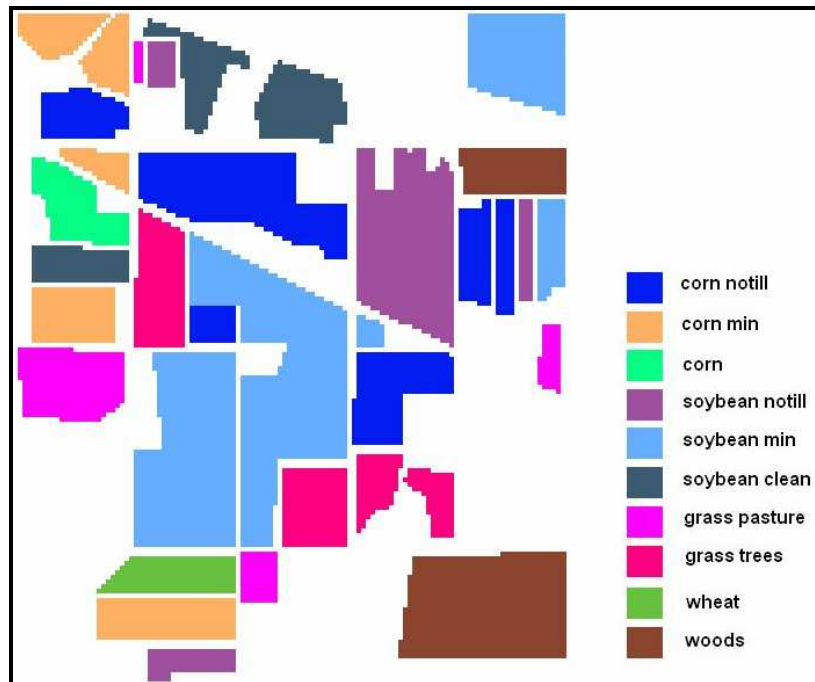 corn notill
corn min
corn
soybean notill
soybean min
soybean clean
grass pasture
grass trees
wheat
woods